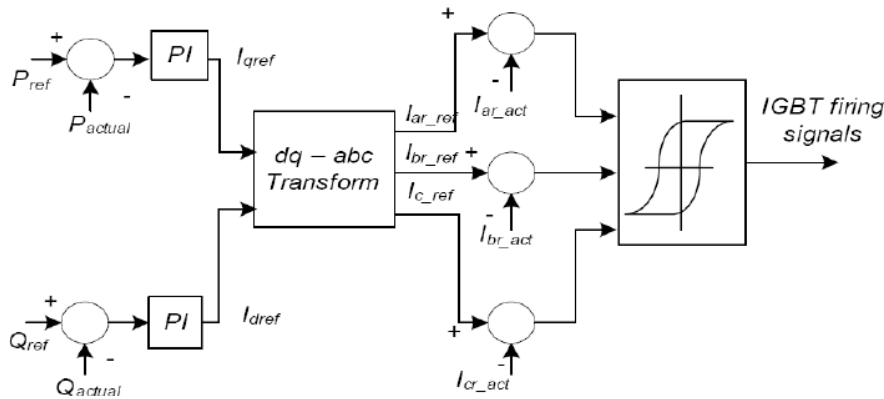 +
P_ref
-
P_actual
PI
I_qref
dq – abc
Transform
I_ar_ref
I_br_ref
I_c_ref
+
-
I_ar_act
+
-
I_br_act
+
-
I_cr_act
IGBT firing
signals
+
Q_ref
-
Q_actual
PI
I_dref